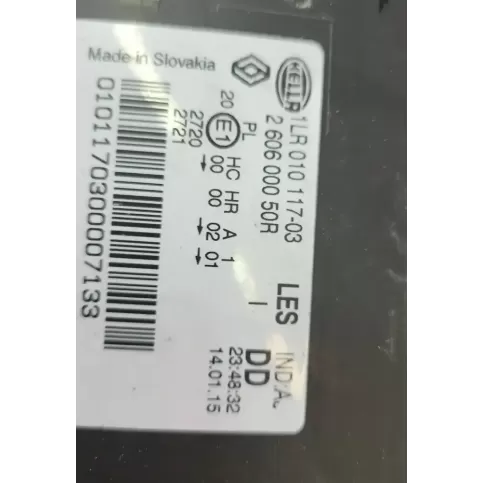 HELLA 1LR 010 117-03
2 606 000 50R
LES
I
PL
HC HR A 1
20 E1 00 00 02 01
2720
2721
Made in Slovakia
0101170300007133
DD
23:48:32
14.01.15